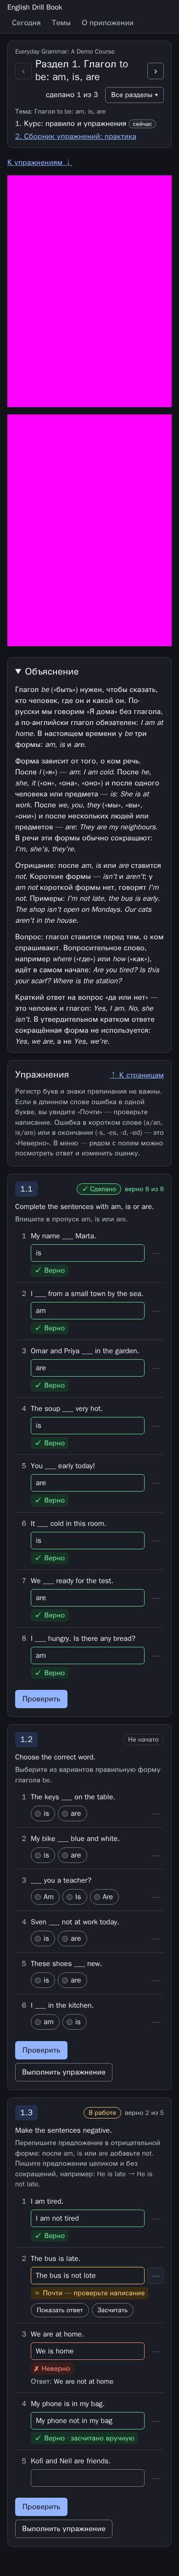 English Drill Book
Сегодня Темы О приложении
Everyday Grammar: A Demo Course
‹ Раздел 1. Глагол to ›
be: am, is, are
сделано 1 из 3 Все разделы ▾
Тема: Глагол to be: am, is, are
1. Курс: правило и упражнения сейчас
2. Сборник упражнений: практика
К упражнениям ↓
▼ Объяснение
Глагол be («быть») нужен, чтобы сказать,
кто человек, где он и какой он. По-
русски мы говорим «Я дома» без глагола,
а по-английски глагол обязателен: I am at
home. В настоящем времени у be три
формы: am, is и are.
Форма зависит от того, о ком речь.
После I («я») — am: I am cold. После he,
she, it («он», «она», «оно») и после одного
человека или предмета — is: She is at
work. После we, you, they («мы», «вы»,
«они») и после нескольких людей или
предметов — are: They are my neighbours.
В речи эти формы обычно сокращают:
I'm, she's, they're.
Отрицание: после am, is или are ставится
not. Короткие формы — isn't и aren't; у
am not короткой формы нет, говорят I'm
not. Примеры: I'm not late, the bus is early.
The shop isn't open on Mondays. Our cats
aren't in the house.
Вопрос: глагол ставится перед тем, о ком
спрашивают. Вопросительное слово,
например where («где») или how («как»),
идёт в самом начале: Are you tired? Is this
your scarf? Where is the station?
Краткий ответ на вопрос «да или нет» —
это человек и глагол: Yes, I am. No, she
isn't. В утвердительном кратком ответе
сокращённая форма не используется:
Yes, we are, а не Yes, we're.
Упражнения ↑ К страницам
Регистр букв и знаки препинания не важны.
Если в длинном слове ошибка в одной
букве, вы увидите «Почти» — проверьте
написание. Ошибка в коротком слове (a/an,
is/are) или в окончании (-s, -es, -d, -ed) — это
«Неверно». В меню ··· рядом с полем можно
посмотреть ответ и изменить оценку.
1.1 ✓ Сделано верно 8 из 8
Complete the sentences with am, is or are.
Впишите в пропуск am, is или are.
1 My name ___ Marta.
is ···
✓ Верно
2 I ___ from a small town by the sea.
am ···
✓ Верно
3 Omar and Priya ___ in the garden.
are ···
✓ Верно
4 The soup ___ very hot.
is ···
✓ Верно
5 You ___ early today!
are ···
✓ Верно
6 It ___ cold in this room.
is ···
✓ Верно
7 We ___ ready for the test.
are ···
✓ Верно
8 I ___ hungry. Is there any bread?
am ···
✓ Верно
Проверить
1.2 Не начато
Choose the correct word.
Выберите из вариантов правильную форму
глагола be.
1 The keys ___ on the table.
is are ···
2 My bike ___ blue and white.
is are ···
3 ___ you a teacher?
Am Is Are ···
4 Sven ___ not at work today.
is are ···
5 These shoes ___ new.
is are ···
6 I ___ in the kitchen.
am is ···
Проверить
Выполнить упражнение
2.3 В работе верно 2 из 5
Make the sentences negative.
Перепишите предложение в отрицательной
форме: после am, is или are добавьте not.
Пишите предложение целиком и без
сокращений, например: He is late → He is
not late.
1 I am tired.
I am not tired ···
✓ Верно
2 The bus is late.
The bus is not lote ···
≈ Почти — проверьте написание
Показать ответ Засчитать
3 We are at home.
We is home ···
✗ Неверно
Ответ: We are not at home
4 My phone is in my bag.
My phone not in my bag ···
✓ Верно · засчитано вручную
5 Kofi and Nell are friends.
···
Проверить
Выполнить упражнение